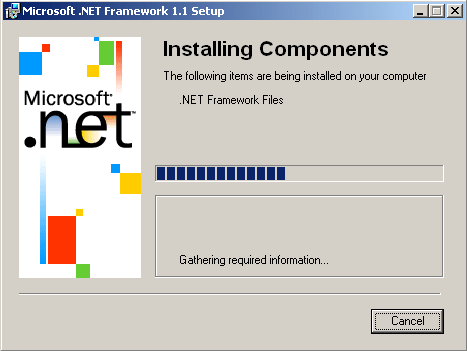 Microsoft .NET Framework 1.1 Setup
Installing Components
The following items are being installed on your computer
.NET Framework Files
Microsoft®
.net™
Gathering required information...
Cancel